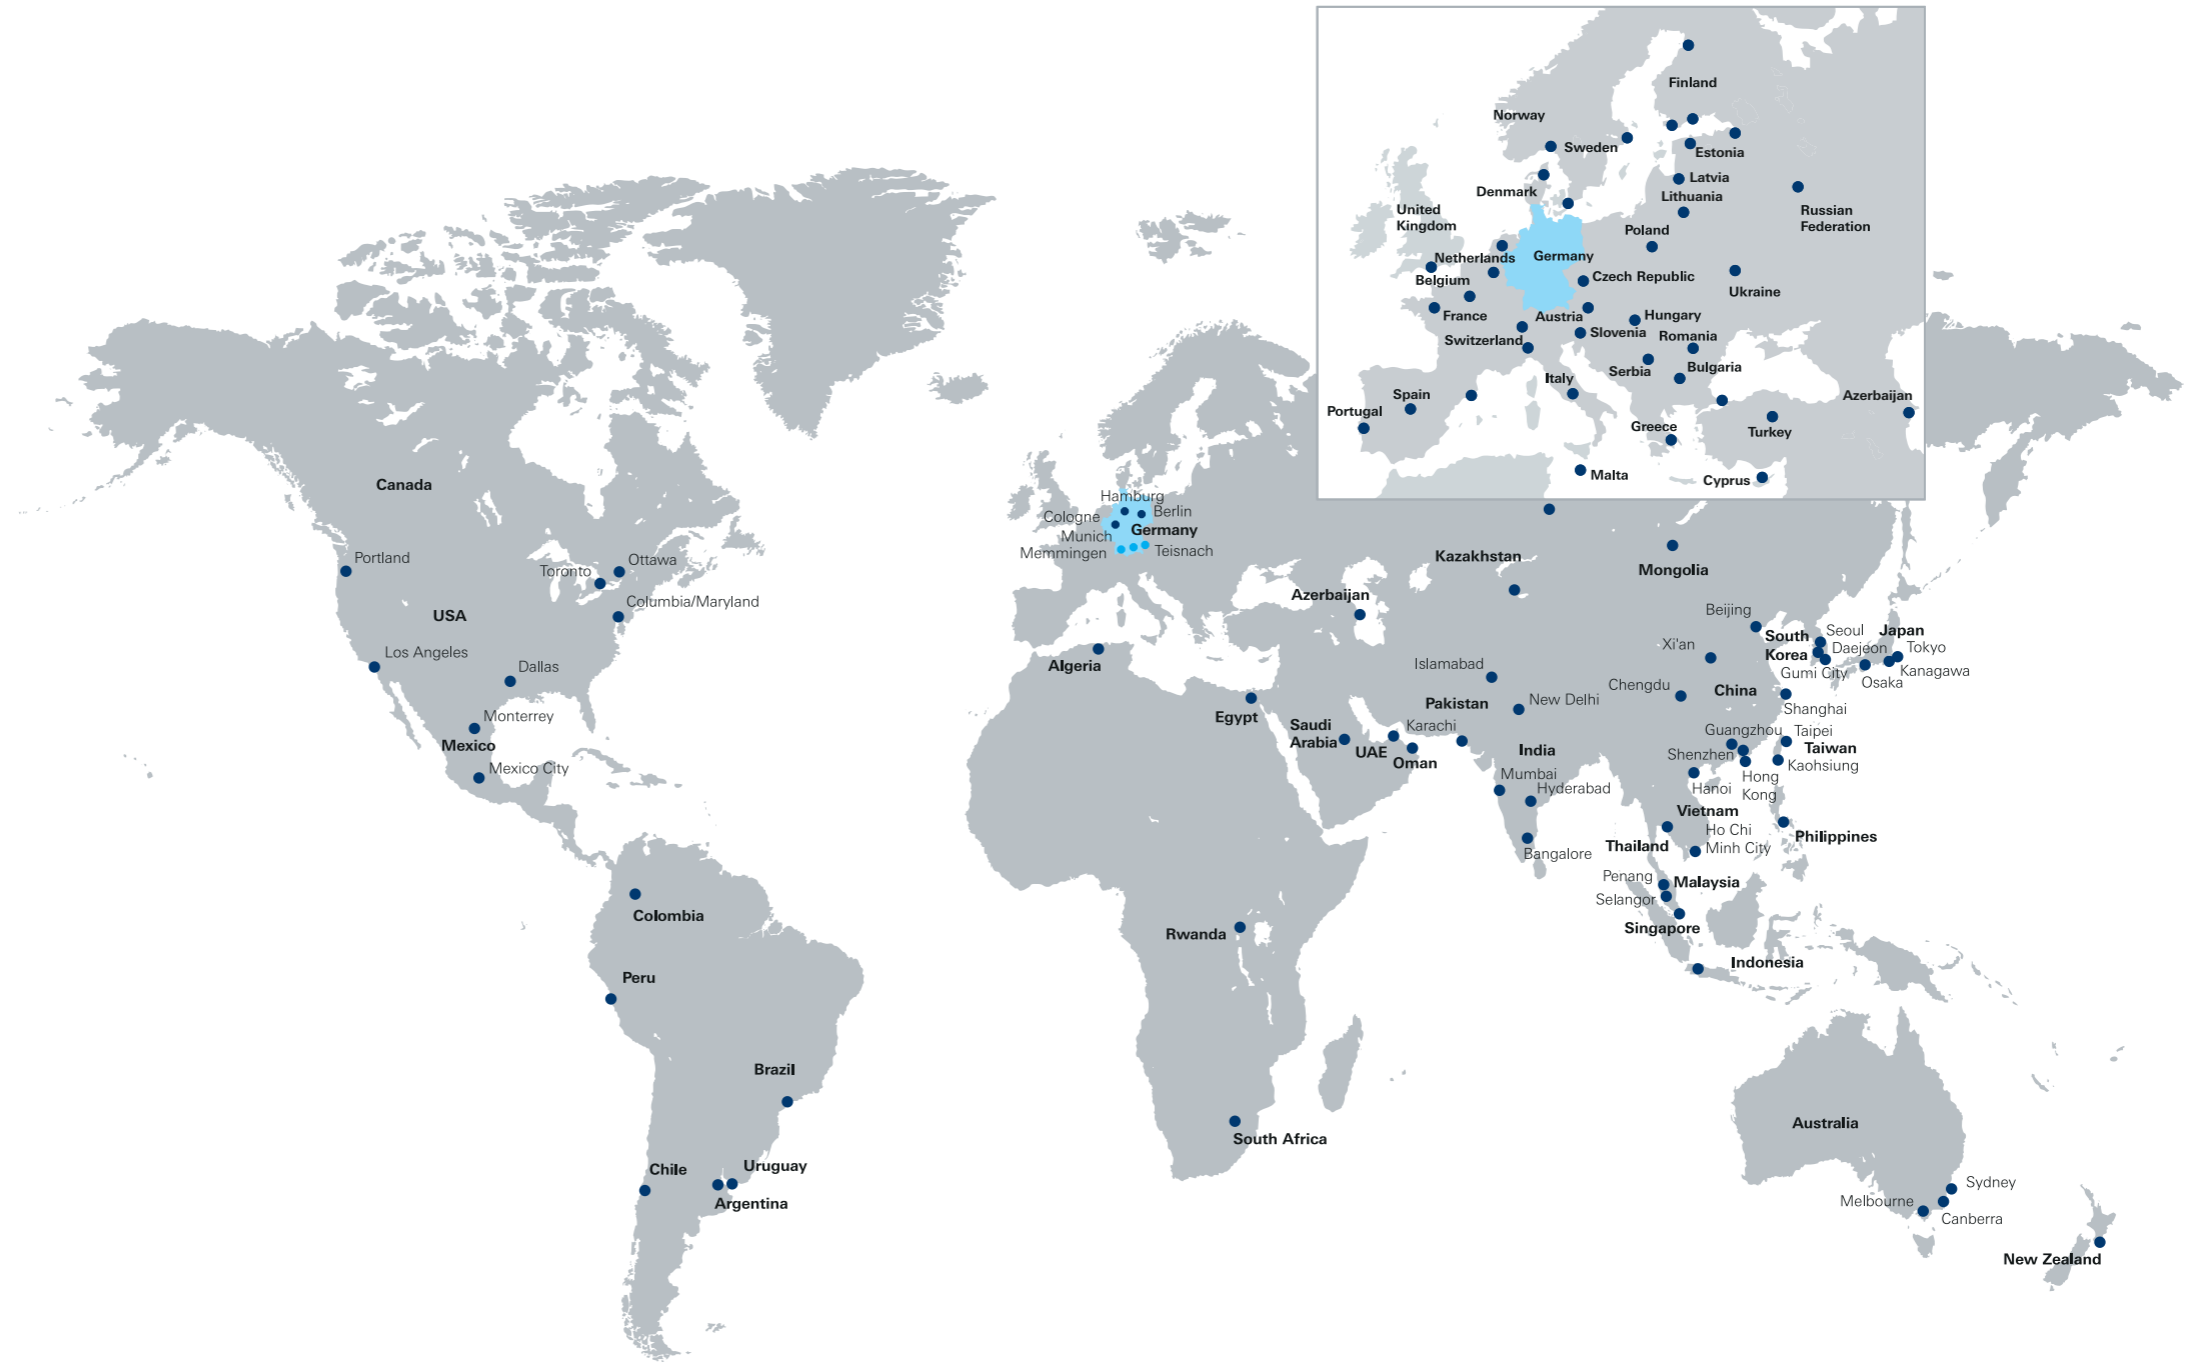 Finland
Norway
Sweden
Estonia
Latvia
Denmark
Lithuania
United
Kingdom
Russian
Federation
Poland
Netherlands
Germany
Belgium
Czech Republic
Ukraine
France
Austria
Hungary
Switzerland
Slovenia
Romania
Serbia
Bulgaria
Italy
Spain
Portugal
Azerbaijan
Greece
Turkey
Malta
Cyprus
Canada
Portland
Ottawa
Toronto
Columbia/Maryland
USA
Los Angeles
Dallas
Monterrey
Mexico
Mexico City
Colombia
Peru
Brazil
Chile
Uruguay
Argentina
Hamburg
Cologne
Berlin
Germany
Munich
Memmingen
Teisnach
Algeria
Egypt
Rwanda
South Africa
Kazakhstan
Azerbaijan
Mongolia
Islamabad
Pakistan
New Delhi
Saudi
Arabia
UAE
Karachi
Oman
India
Mumbai
Hyderabad
Bangalore
Beijing
Xi'an
South
Korea
Seoul
Daejeon
Gumi City
Japan
Tokyo
Kanagawa
Osaka
Chengdu
China
Shanghai
Guangzhou
Taipei
Taiwan
Shenzhen
Kaohsiung
Hong
Kong
Hanoi
Vietnam
Ho Chi
Minh City
Thailand
Philippines
Penang
Malaysia
Selangor
Singapore
Indonesia
Australia
Sydney
Melbourne
Canberra
New Zealand